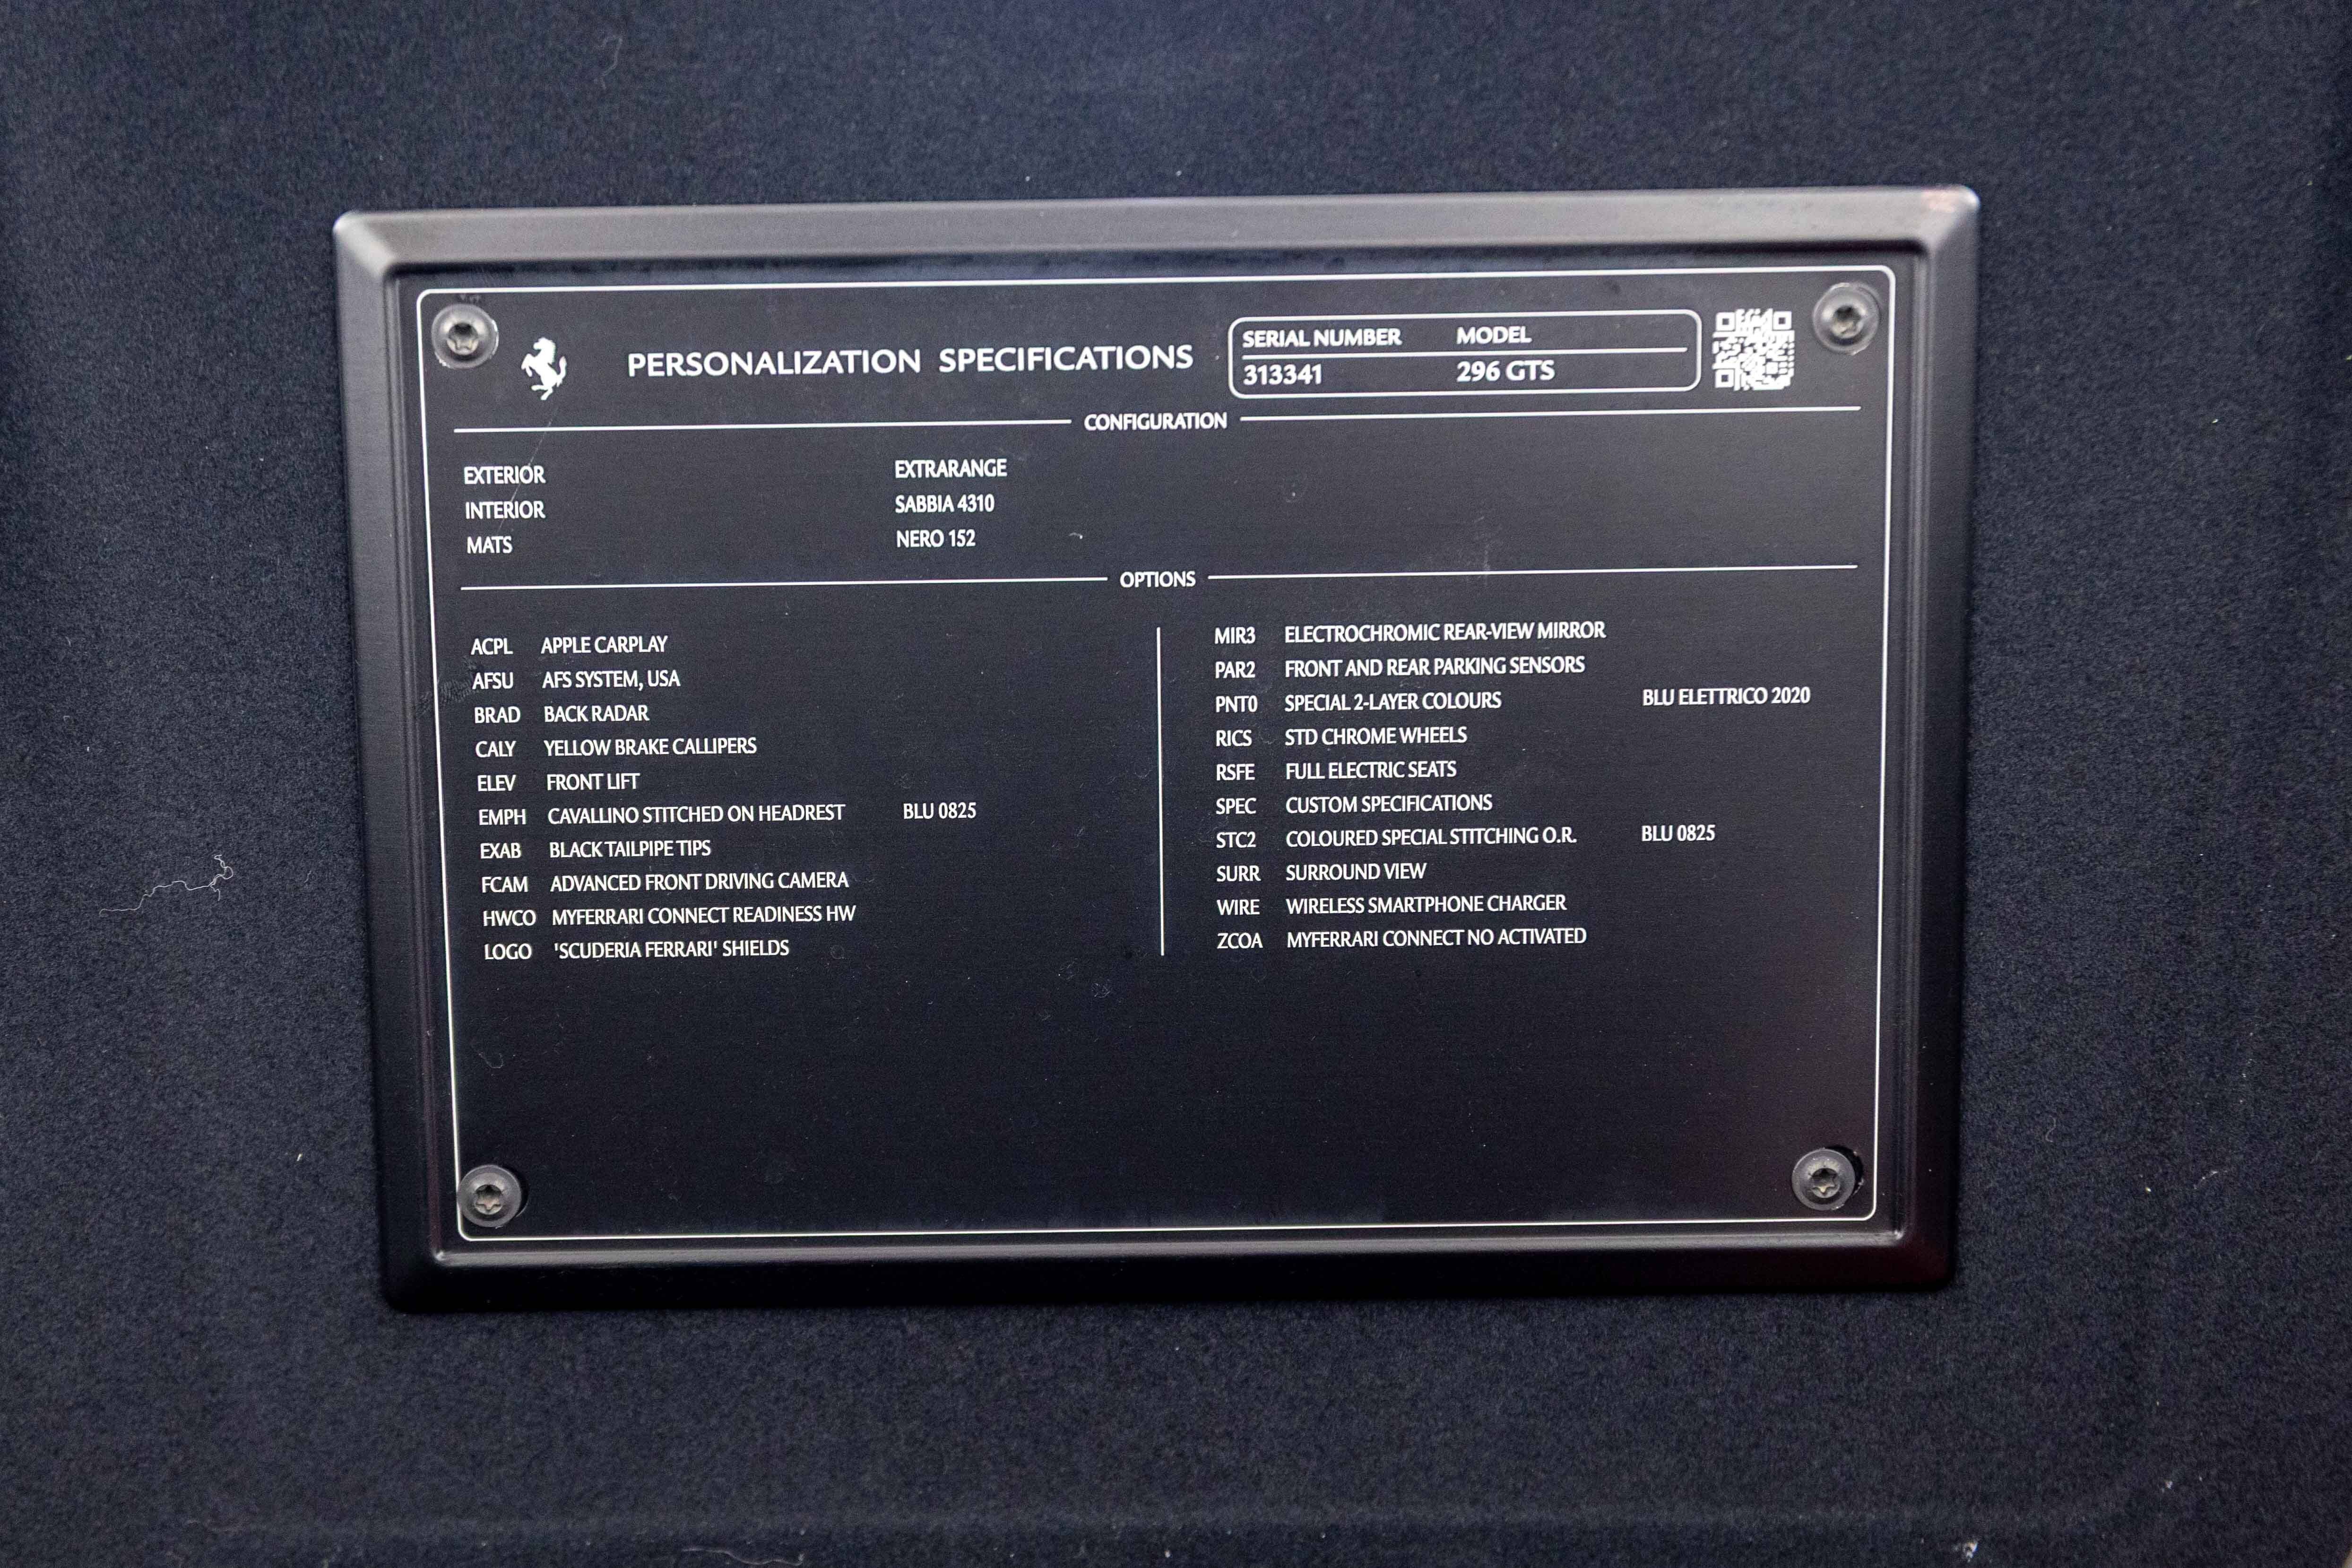 PERSONALIZATION SPECIFICATIONS
SERIAL NUMBER MODEL
313341 296 GTS
CONFIGURATION
EXTERIOR EXTRARANGE
INTERIOR SABBIA 4310
MATS NERO 152
OPTIONS
ACPL APPLE CARPLAY
AFSU AFS SYSTEM, USA
BRAD BACK RADAR
CALY YELLOW BRAKE CALLIPERS
ELEV FRONT LIFT
EMPH CAVALLINO STITCHED ON HEADREST BLU 0825
EXAB BLACK TAILPIPE TIPS
FCAM ADVANCED FRONT DRIVING CAMERA
HWCO MYFERRARI CONNECT READINESS HW
LOGO 'SCUDERIA FERRARI' SHIELDS
MIR3 ELECTROCHROMIC REAR-VIEW MIRROR
PAR2 FRONT AND REAR PARKING SENSORS
PNT0 SPECIAL 2-LAYER COLOURS BLU ELETTRICO 2020
RICS STD CHROME WHEELS
RSFE FULL ELECTRIC SEATS
SPEC CUSTOM SPECIFICATIONS
STC2 COLOURED SPECIAL STITCHING O.R. BLU 0825
SURR SURROUND VIEW
WIRE WIRELESS SMARTPHONE CHARGER
ZCOA MYFERRARI CONNECT NO ACTIVATED